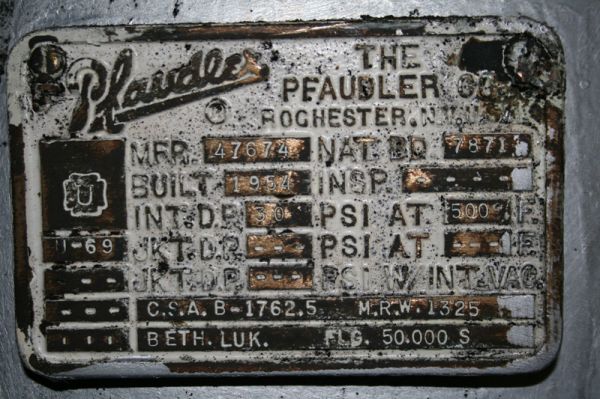 Pfaudler
THE
PFAUDLER CO.
ROCHESTER, N.Y.
U
MFR. 47674 NAT. BD. 7871
BUILT 1954 INSP. - - -
INT. D.P. 30 PSI AT 500 °F.
U-69 JKT. D.P. - - - PSI AT - - - °F.
- - - JKT. D.P. - - - PSI W/ INT. VAC.
- - - C.S.A. B-1762.5 M.R.W. 1325
- - - BETH. LUK. FLG. 50.000 S